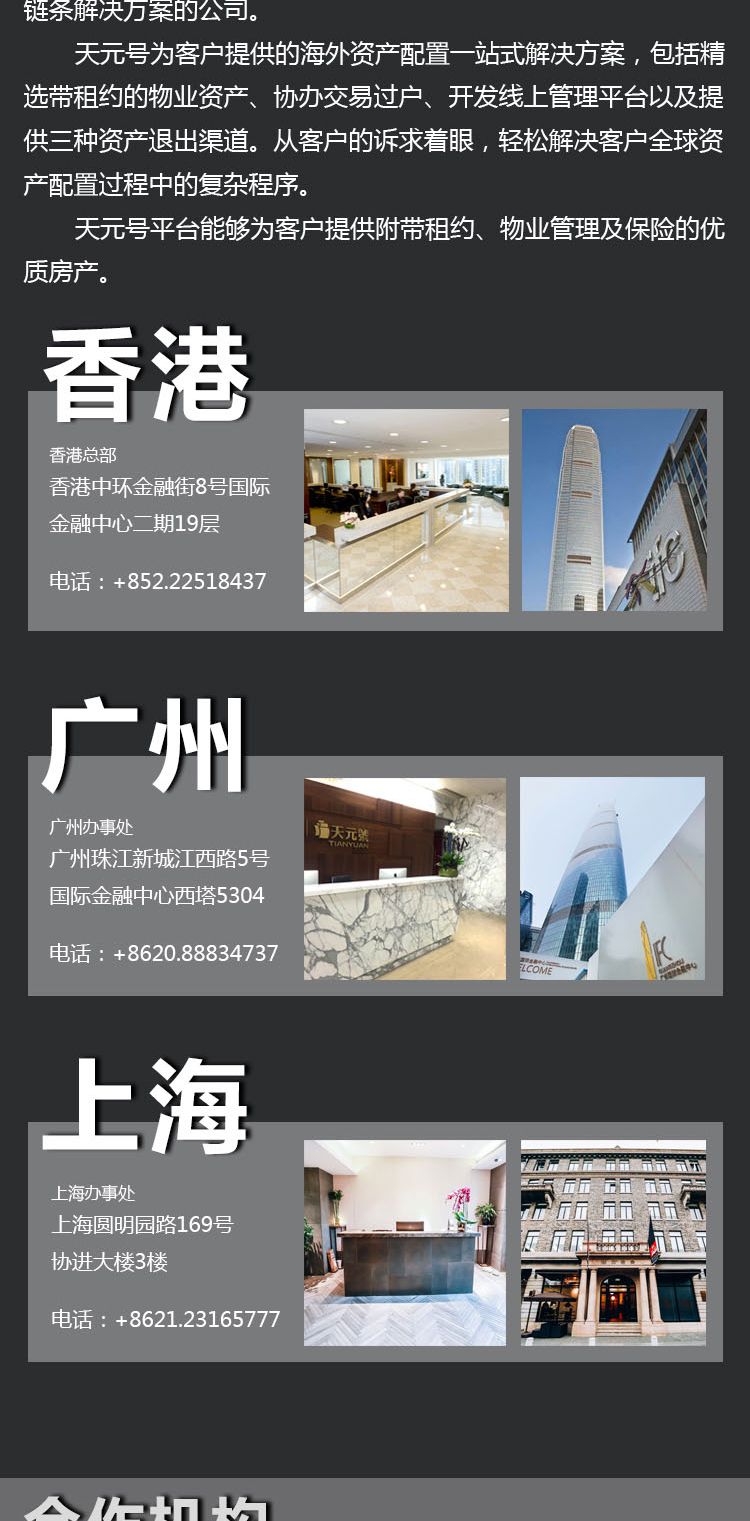 链条解决方案的公司。
天元号为客户提供的海外资产配置一站式解决方案，包括精
选带租约的物业资产、协办交易过户、开发线上管理平台以及提
供三种资产退出渠道。从客户的诉求着眼，轻松解决客户全球资
产配置过程中的复杂程序。
天元号平台能够为客户提供附带租约、物业管理及保险的优
质房产。
香港
香港总部
香港中环金融街8号国际
金融中心二期19层
电话：+852.22518437
ifc
广州
广州办事处
广州珠江新城江西路5号
国际金融中心西塔5304
电话：+8620.88834737
天元號
TIANYUAN
ELCOME
上海
上海办事处
上海圆明园路169号
协进大楼3楼
电话：+8621.23165777
合作机构